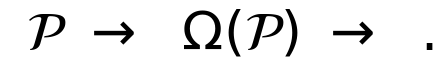 𝒫 → Ω(𝒫) → .